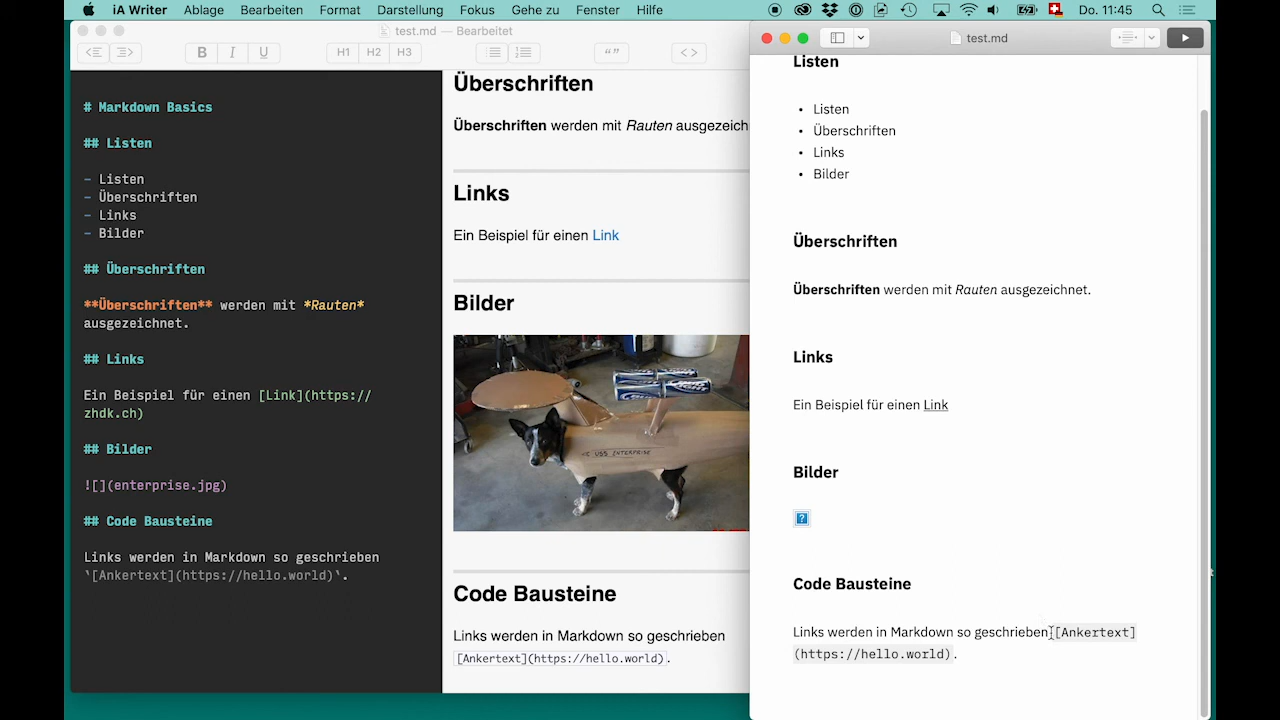 iA Writer Ablage Bearbeiten Format Darstellung Fokus Gehe zu Fenster Hilfe Do. 11:45
test.md — Bearbeitet
B I U H1 H2 H3 “” <>
# Markdown Basics
## Listen
- Listen
- Überschriften
- Links
- Bilder
## Überschriften
**Überschriften** werden mit *Rauten*
ausgezeichnet.
## Links
Ein Beispiel für einen [Link](https://
zhdk.ch)
## Bilder
![](enterprise.jpg)
## Code Bausteine
Links werden in Markdown so geschrieben
`[Ankertext](https://hello.world)`.
Überschriften
Überschriften werden mit Rauten ausgezeich
Links
Ein Beispiel für einen Link
Bilder
USS ENTERPRISE
Code Bausteine
Links werden in Markdown so geschrieben
[Ankertext](https://hello.world).
test.md
Listen
• Listen
• Überschriften
• Links
• Bilder
Überschriften
Überschriften werden mit Rauten ausgezeichnet.
Links
Ein Beispiel für einen Link
Bilder
?
Code Bausteine
Links werden in Markdown so geschrieben [Ankertext]
(https://hello.world).